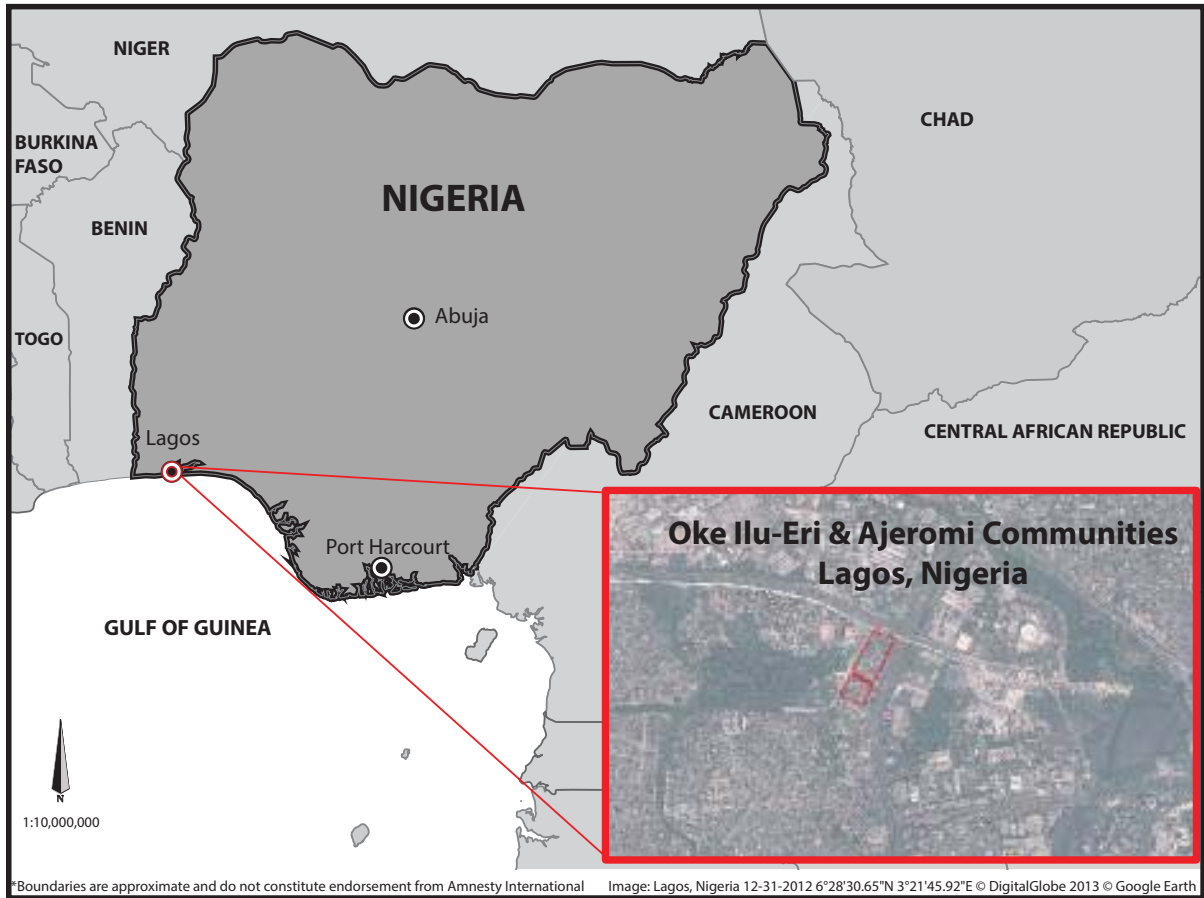 NIGER
CHAD
BURKINA
FASO
NIGERIA
BENIN
Abuja
TOGO
CAMEROON
CENTRAL AFRICAN REPUBLIC
Lagos
Oke Ilu-Eri & Ajeromi Communities
Lagos, Nigeria
Port Harcourt
GULF OF GUINEA
N
1:10,000,000
*Boundaries are approximate and do not constitute endorsement from Amnesty International
Image: Lagos, Nigeria 12-31-2012 6°28'30.65"N 3°21'45.92"E © DigitalGlobe 2013 © Google Earth